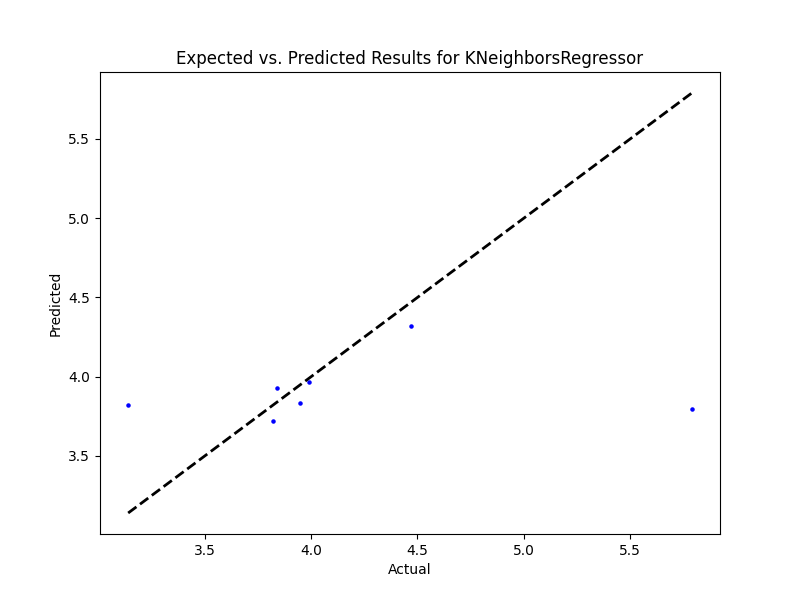 Expected vs. Predicted Results for KNeighborsRegressor
5.5
5.0
4.5
4.0
3.5
Predicted
3.5 4.0 4.5 5.0 5.5
Actual